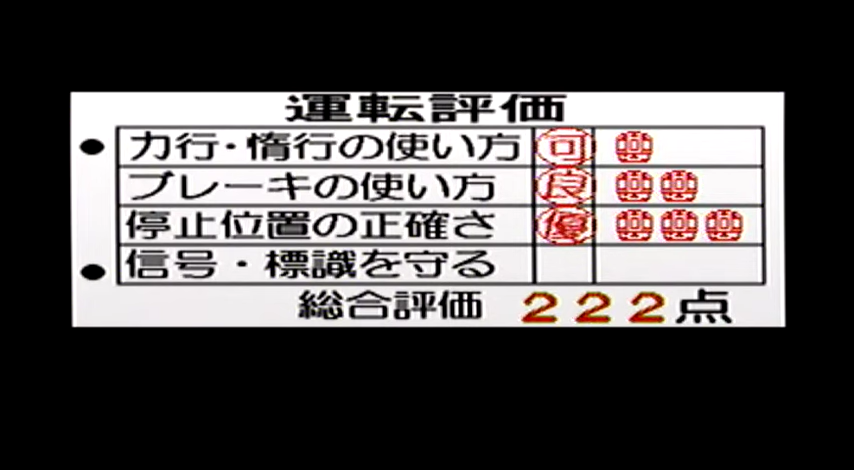 運転評価
力行・惰行の使い方 可
ブレーキの使い方 良
停止位置の正確さ 優
信号・標識を守る
総合評価 222点